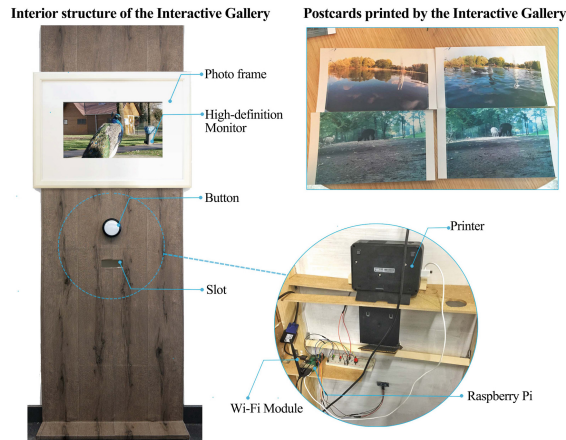 Interior structure of the Interactive Gallery
Postcards printed by the Interactive Gallery
Photo frame
High-definition
Monitor
Button
Slot
Printer
Wi-Fi Module
Raspberry Pi